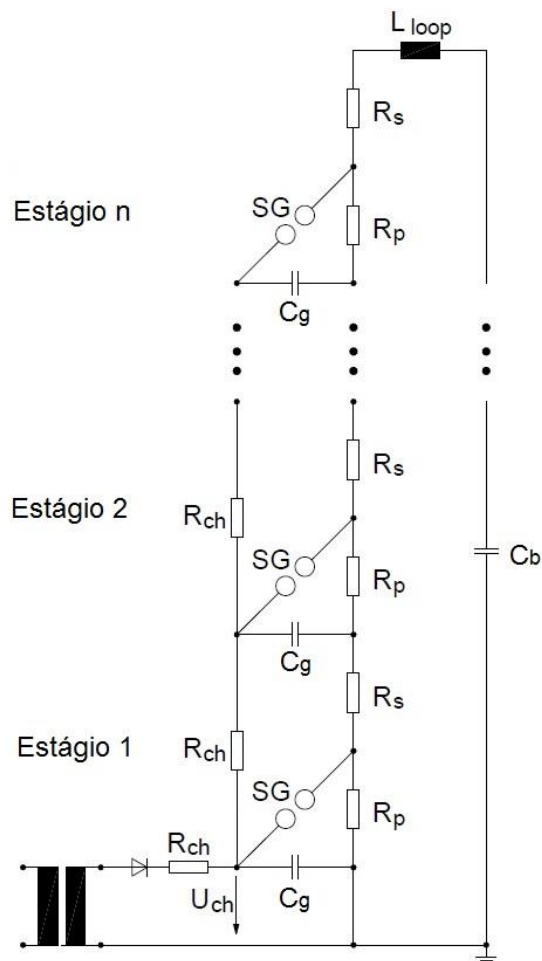 L loop
Rs
SG
Estágio n
Rp
Cg
Rs
Estágio 2
Rch
SG
Rp
Cb
Cg
Rs
Estágio 1
Rch
SG
Rp
Rch
Uch
Cg